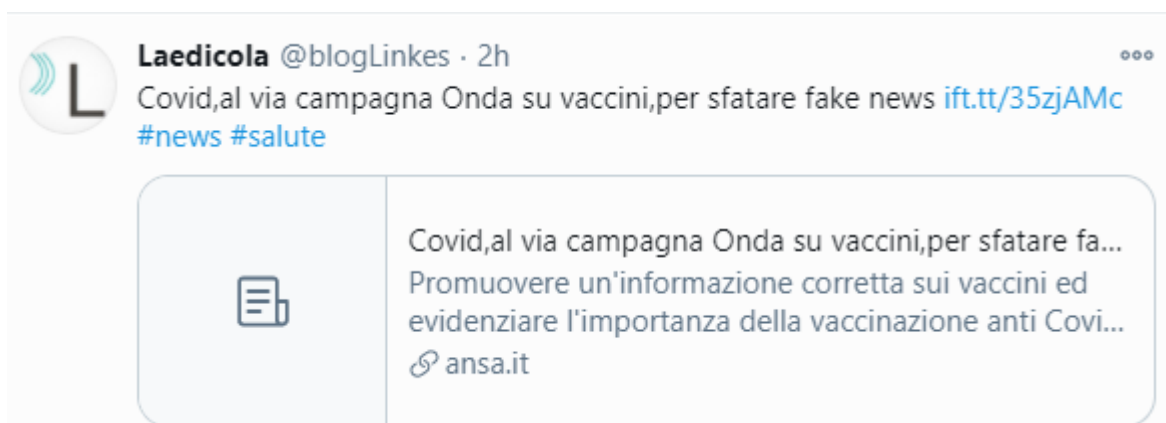 L
Laedicola @blogLinkes · 2h
Covid,al via campagna Onda su vaccini,per sfatare fake news ift.tt/35zjAMc
#news #salute
Covid,al via campagna Onda su vaccini,per sfatare fa...
Promuovere un'informazione corretta sui vaccini ed
evidenziare l'importanza della vaccinazione anti Covi...
ansa.it